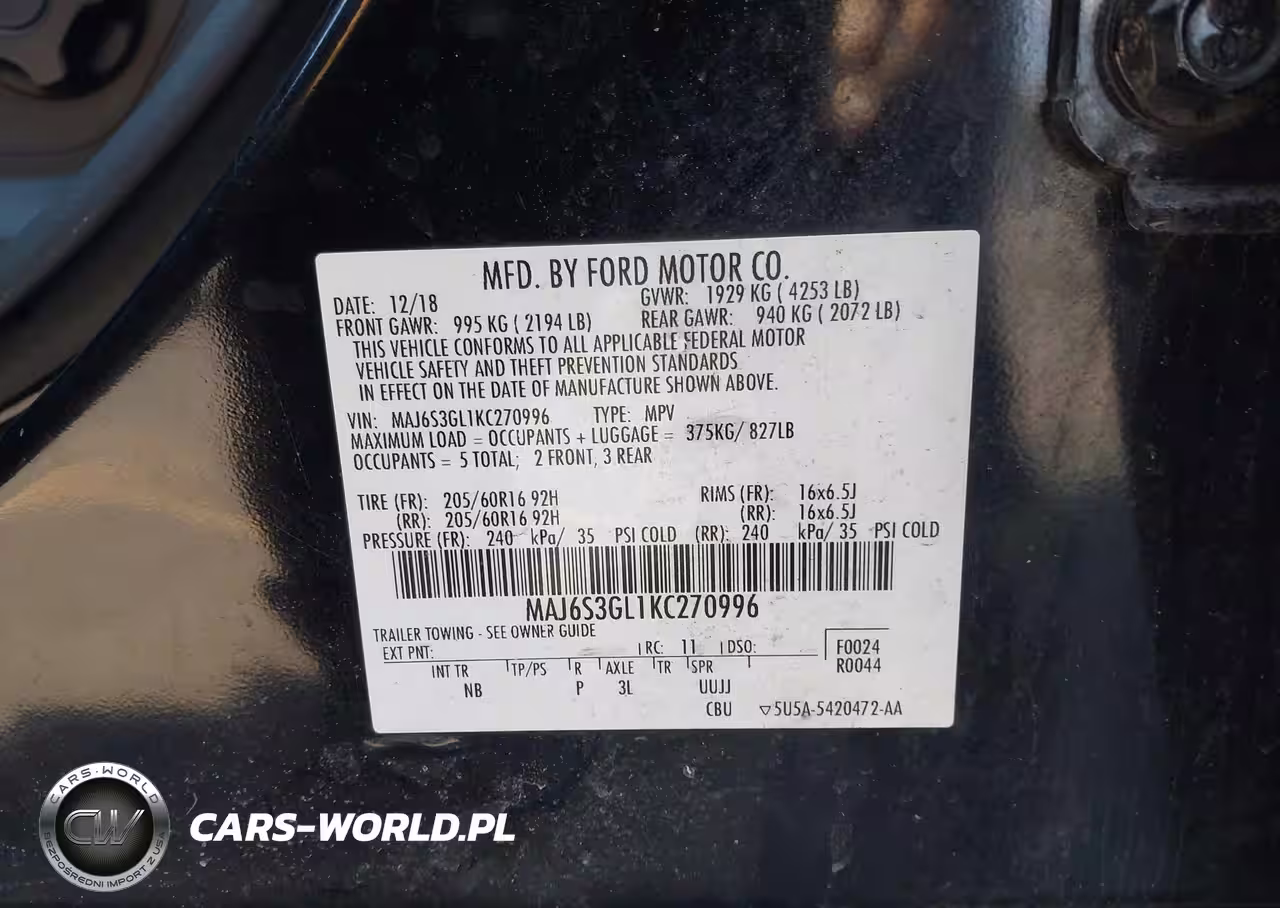 MFD. BY FORD MOTOR CO.
DATE: 12/18 GVWR: 1929 KG ( 4253 LB)
FRONT GAWR: 995 KG ( 2194 LB) REAR GAWR: 940 KG ( 2072 LB)
THIS VEHICLE CONFORMS TO ALL APPLICABLE FEDERAL MOTOR
VEHICLE SAFETY AND THEFT PREVENTION STANDARDS
IN EFFECT ON THE DATE OF MANUFACTURE SHOWN ABOVE.
VIN: MAJ6S3GL1KC270996 TYPE: MPV
MAXIMUM LOAD = OCCUPANTS + LUGGAGE = 375KG/ 827LB
OCCUPANTS = 5 TOTAL; 2 FRONT, 3 REAR
TIRE (FR): 205/60R16 92H RIMS (FR): 16x6.5J
(RR): 205/60R16 92H (RR): 16x6.5J
PRESSURE (FR): 240 kPa/ 35 PSI COLD (RR): 240 kPa/ 35 PSI COLD
MAJ6S3GL1KC270996
TRAILER TOWING - SEE OWNER GUIDE
EXT PNT: RC: 11 DSO: F0024
INT TR TP/PS R AXLE TR SPR R0044
NB P 3L UUJJ
CBU ▽5U5A-5420472-AA
CARS-WORLD
CW
BEZPOŚREDNI IMPORT Z USA
CARS-WORLD.PL